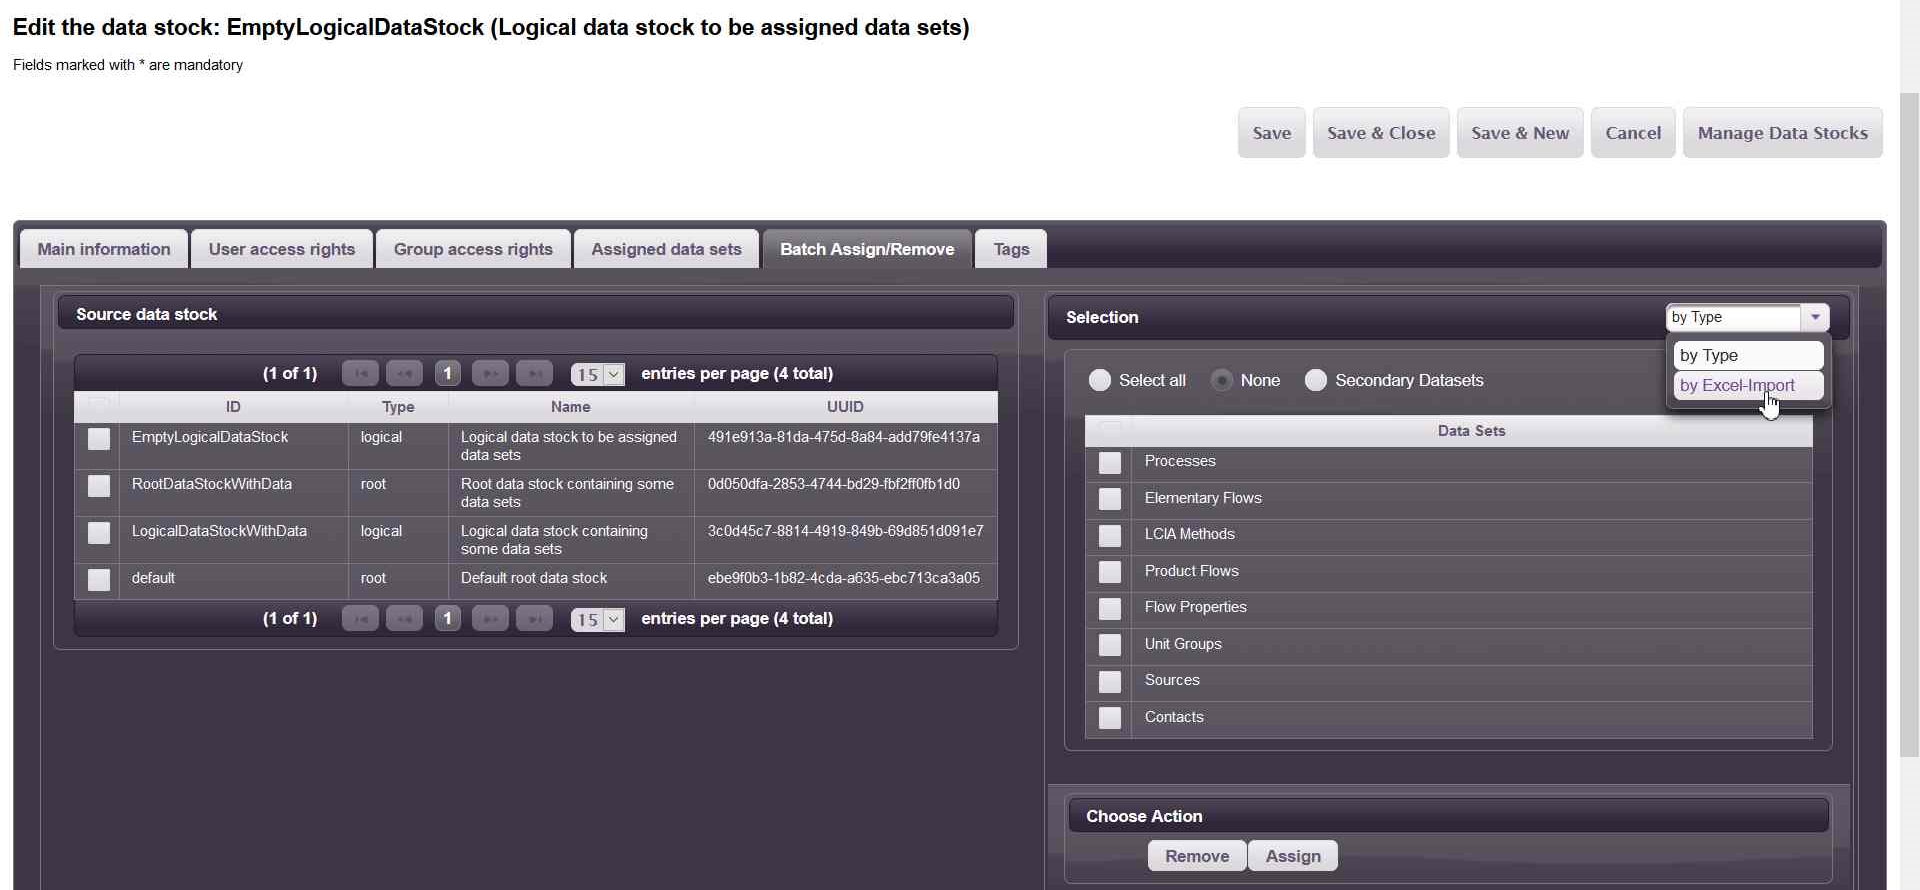 Edit the data stock: EmptyLogicalDataStock (Logical data stock to be assigned data sets)
Fields marked with * are mandatory
Save Save & Close Save & New Cancel Manage Data Stocks
Main information User access rights Group access rights Assigned data sets Batch Assign/Remove Tags
Source data stock
(1 of 1) 1 15 entries per page (4 total)
ID Type Name UUID
EmptyLogicalDataStock logical Logical data stock to be assigned 491e913a-81da-475d-8a84-add79fe4137a
data sets
RootDataStockWithData root Root data stock containing some 0d050dfa-2853-4744-bd29-fbf2ff0fb1d0
data sets
LogicalDataStockWithData logical Logical data stock containing 3c0d45c7-8814-4919-849b-69d851d091e7
some data sets
default root Default root data stock ebe9f0b3-1b82-4cda-a635-ebc713ca3a05
(1 of 1) 1 15 entries per page (4 total)
Selection
by Type
by Type
by Excel-Import
Select all None Secondary Datasets
Data Sets
Processes
Elementary Flows
LCIA Methods
Product Flows
Flow Properties
Unit Groups
Sources
Contacts
Choose Action
Remove Assign